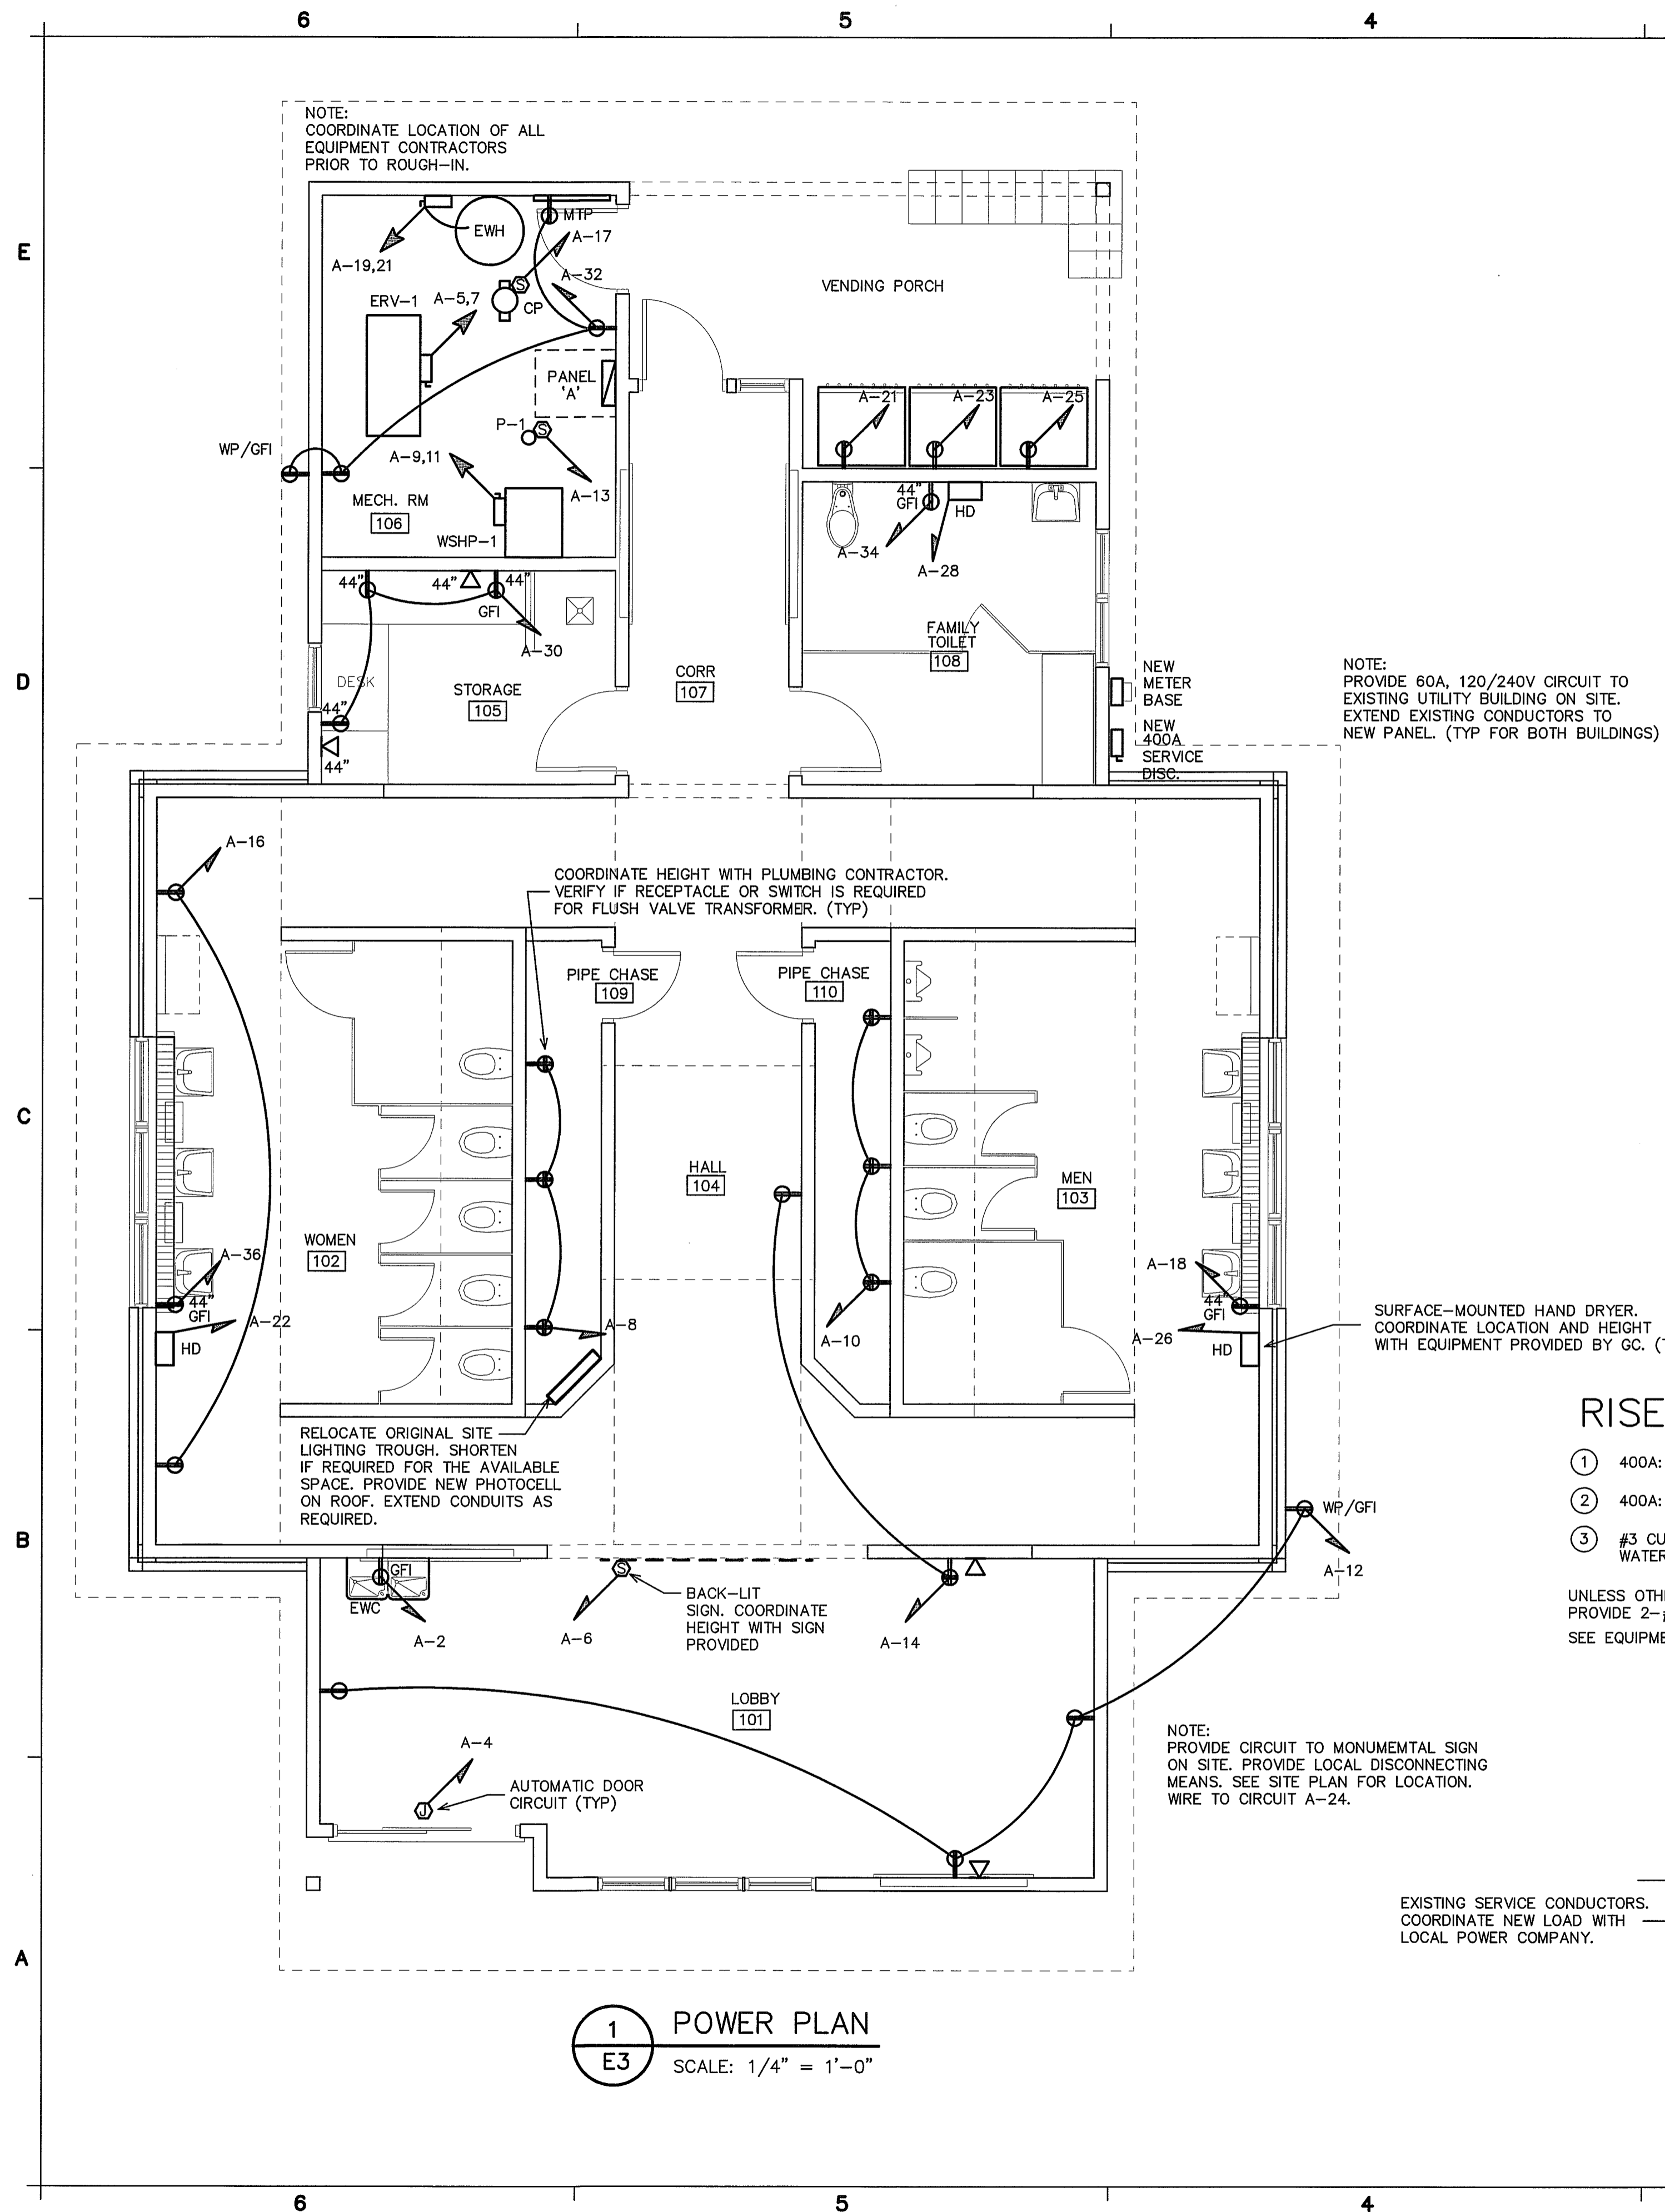 6 5 4
NOTE:
COORDINATE LOCATION OF ALL
EQUIPMENT CONTRACTORS
PRIOR TO ROUGH-IN.
E
EWH
MTP
A-17
A-19,21
A-32
ERV-1
A-5,7
CP
VENDING PORCH
PANEL
'A'
A-21
A-23
A-25
P-1
WP/GFI
A-9,11
A-13
MECH. RM
106
WSHP-1
44"
GFI
HD
A-34
A-28
44"
44"
44"
GFI
A-30
FAMILY
TOILET
108
D
DESK
STORAGE
105
CORR
107
44"
44"
NEW
METER
BASE
NEW
400A
SERVICE
DISC.
NOTE:
PROVIDE 60A, 120/240V CIRCUIT TO
EXISTING UTILITY BUILDING ON SITE.
EXTEND EXISTING CONDUCTORS TO
NEW PANEL. (TYP FOR BOTH BUILDINGS)
A-16
COORDINATE HEIGHT WITH PLUMBING CONTRACTOR.
VERIFY IF RECEPTACLE OR SWITCH IS REQUIRED
FOR FLUSH VALVE TRANSFORMER. (TYP)
PIPE CHASE
109
PIPE CHASE
110
C
HALL
104
MEN
103
WOMEN
102
A-36
44"
GFI
A-22
HD
A-8
A-10
A-18
44"
GFI
A-26
HD
SURFACE-MOUNTED HAND DRYER.
COORDINATE LOCATION AND HEIGHT
WITH EQUIPMENT PROVIDED BY GC. (T
RISE
1 400A:
2 400A:
3 #3 CU
WATER
UNLESS OTHE
PROVIDE 2-#
SEE EQUIPME
RELOCATE ORIGINAL SITE
LIGHTING TROUGH. SHORTEN
IF REQUIRED FOR THE AVAILABLE
SPACE. PROVIDE NEW PHOTOCELL
ON ROOF. EXTEND CONDUITS AS
REQUIRED.
B
WP/GFI
A-12
GFI
EWC
A-2
S
A-6
BACK-LIT
SIGN. COORDINATE
HEIGHT WITH SIGN
PROVIDED
A-14
LOBBY
101
A-4
J
AUTOMATIC DOOR
CIRCUIT (TYP)
NOTE:
PROVIDE CIRCUIT TO MONUMEMTAL SIGN
ON SITE. PROVIDE LOCAL DISCONNECTING
MEANS. SEE SITE PLAN FOR LOCATION.
WIRE TO CIRCUIT A-24.
A
EXISTING SERVICE CONDUCTORS.
COORDINATE NEW LOAD WITH
LOCAL POWER COMPANY.
1
E3
POWER PLAN
SCALE: 1/4" = 1'-0"
6 5 4